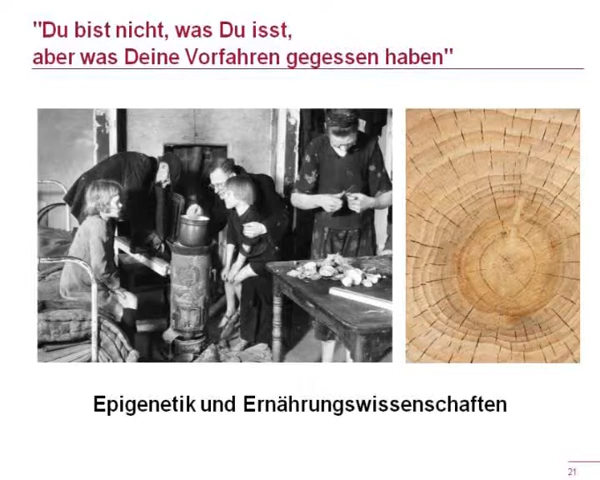 "Du bist nicht, was Du isst,
aber was Deine Vorfahren gegessen haben"
Epigenetik und Ernährungswissenschaften
21